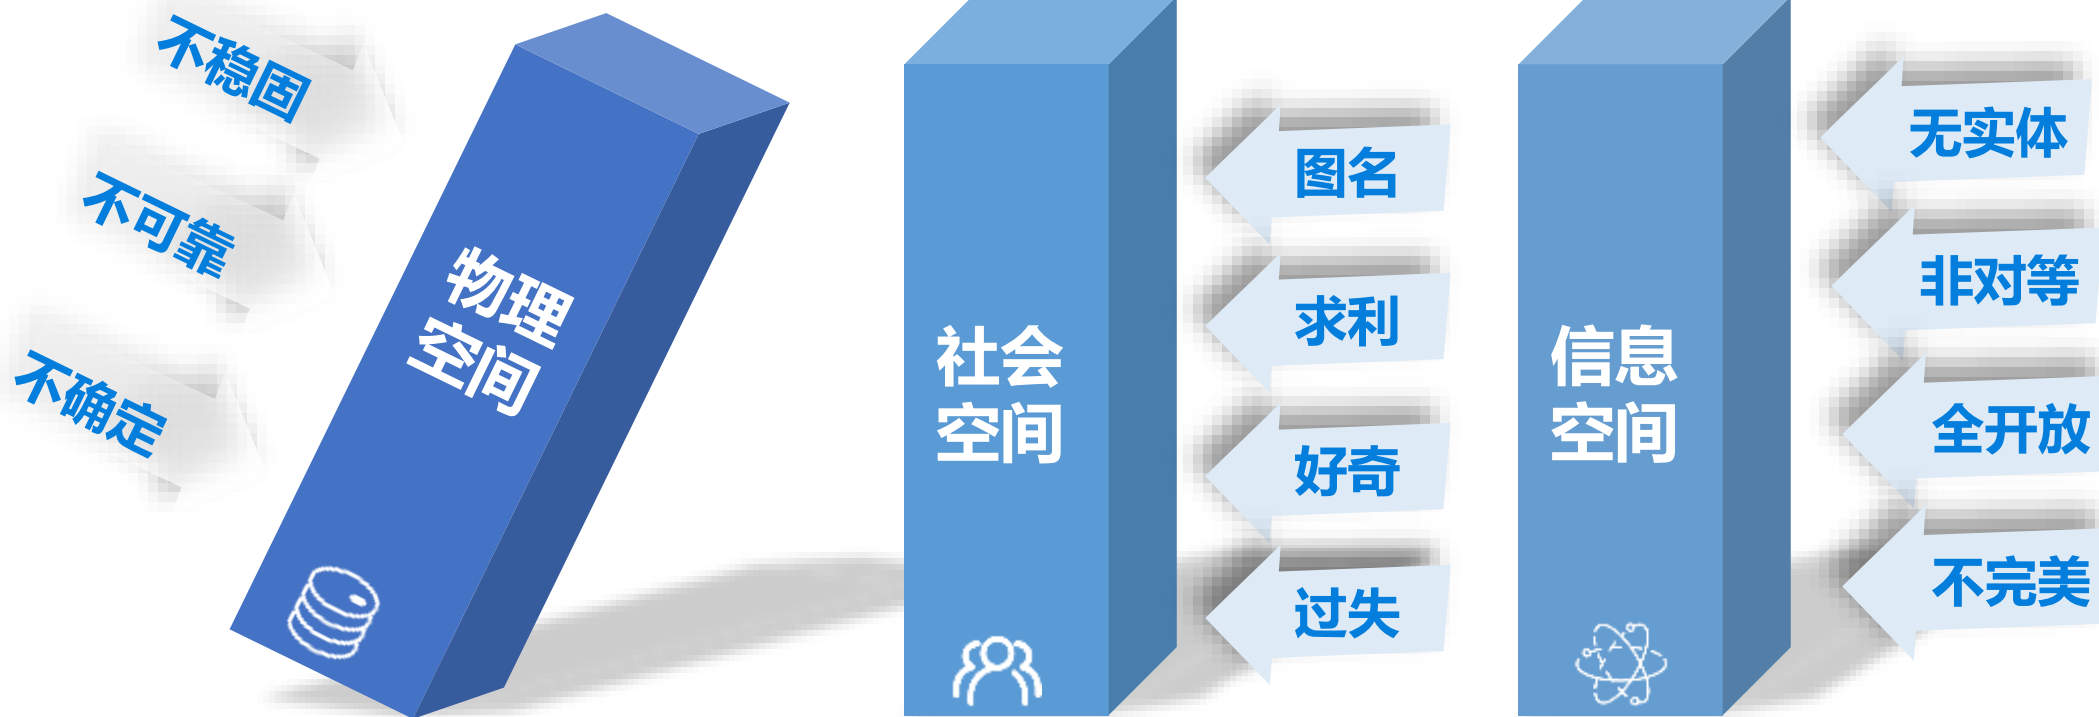 不稳固
不可靠
不确定
物理
空间
社会
空间
图名
求利
好奇
过失
信息
空间
无实体
非对等
全开放
不完美